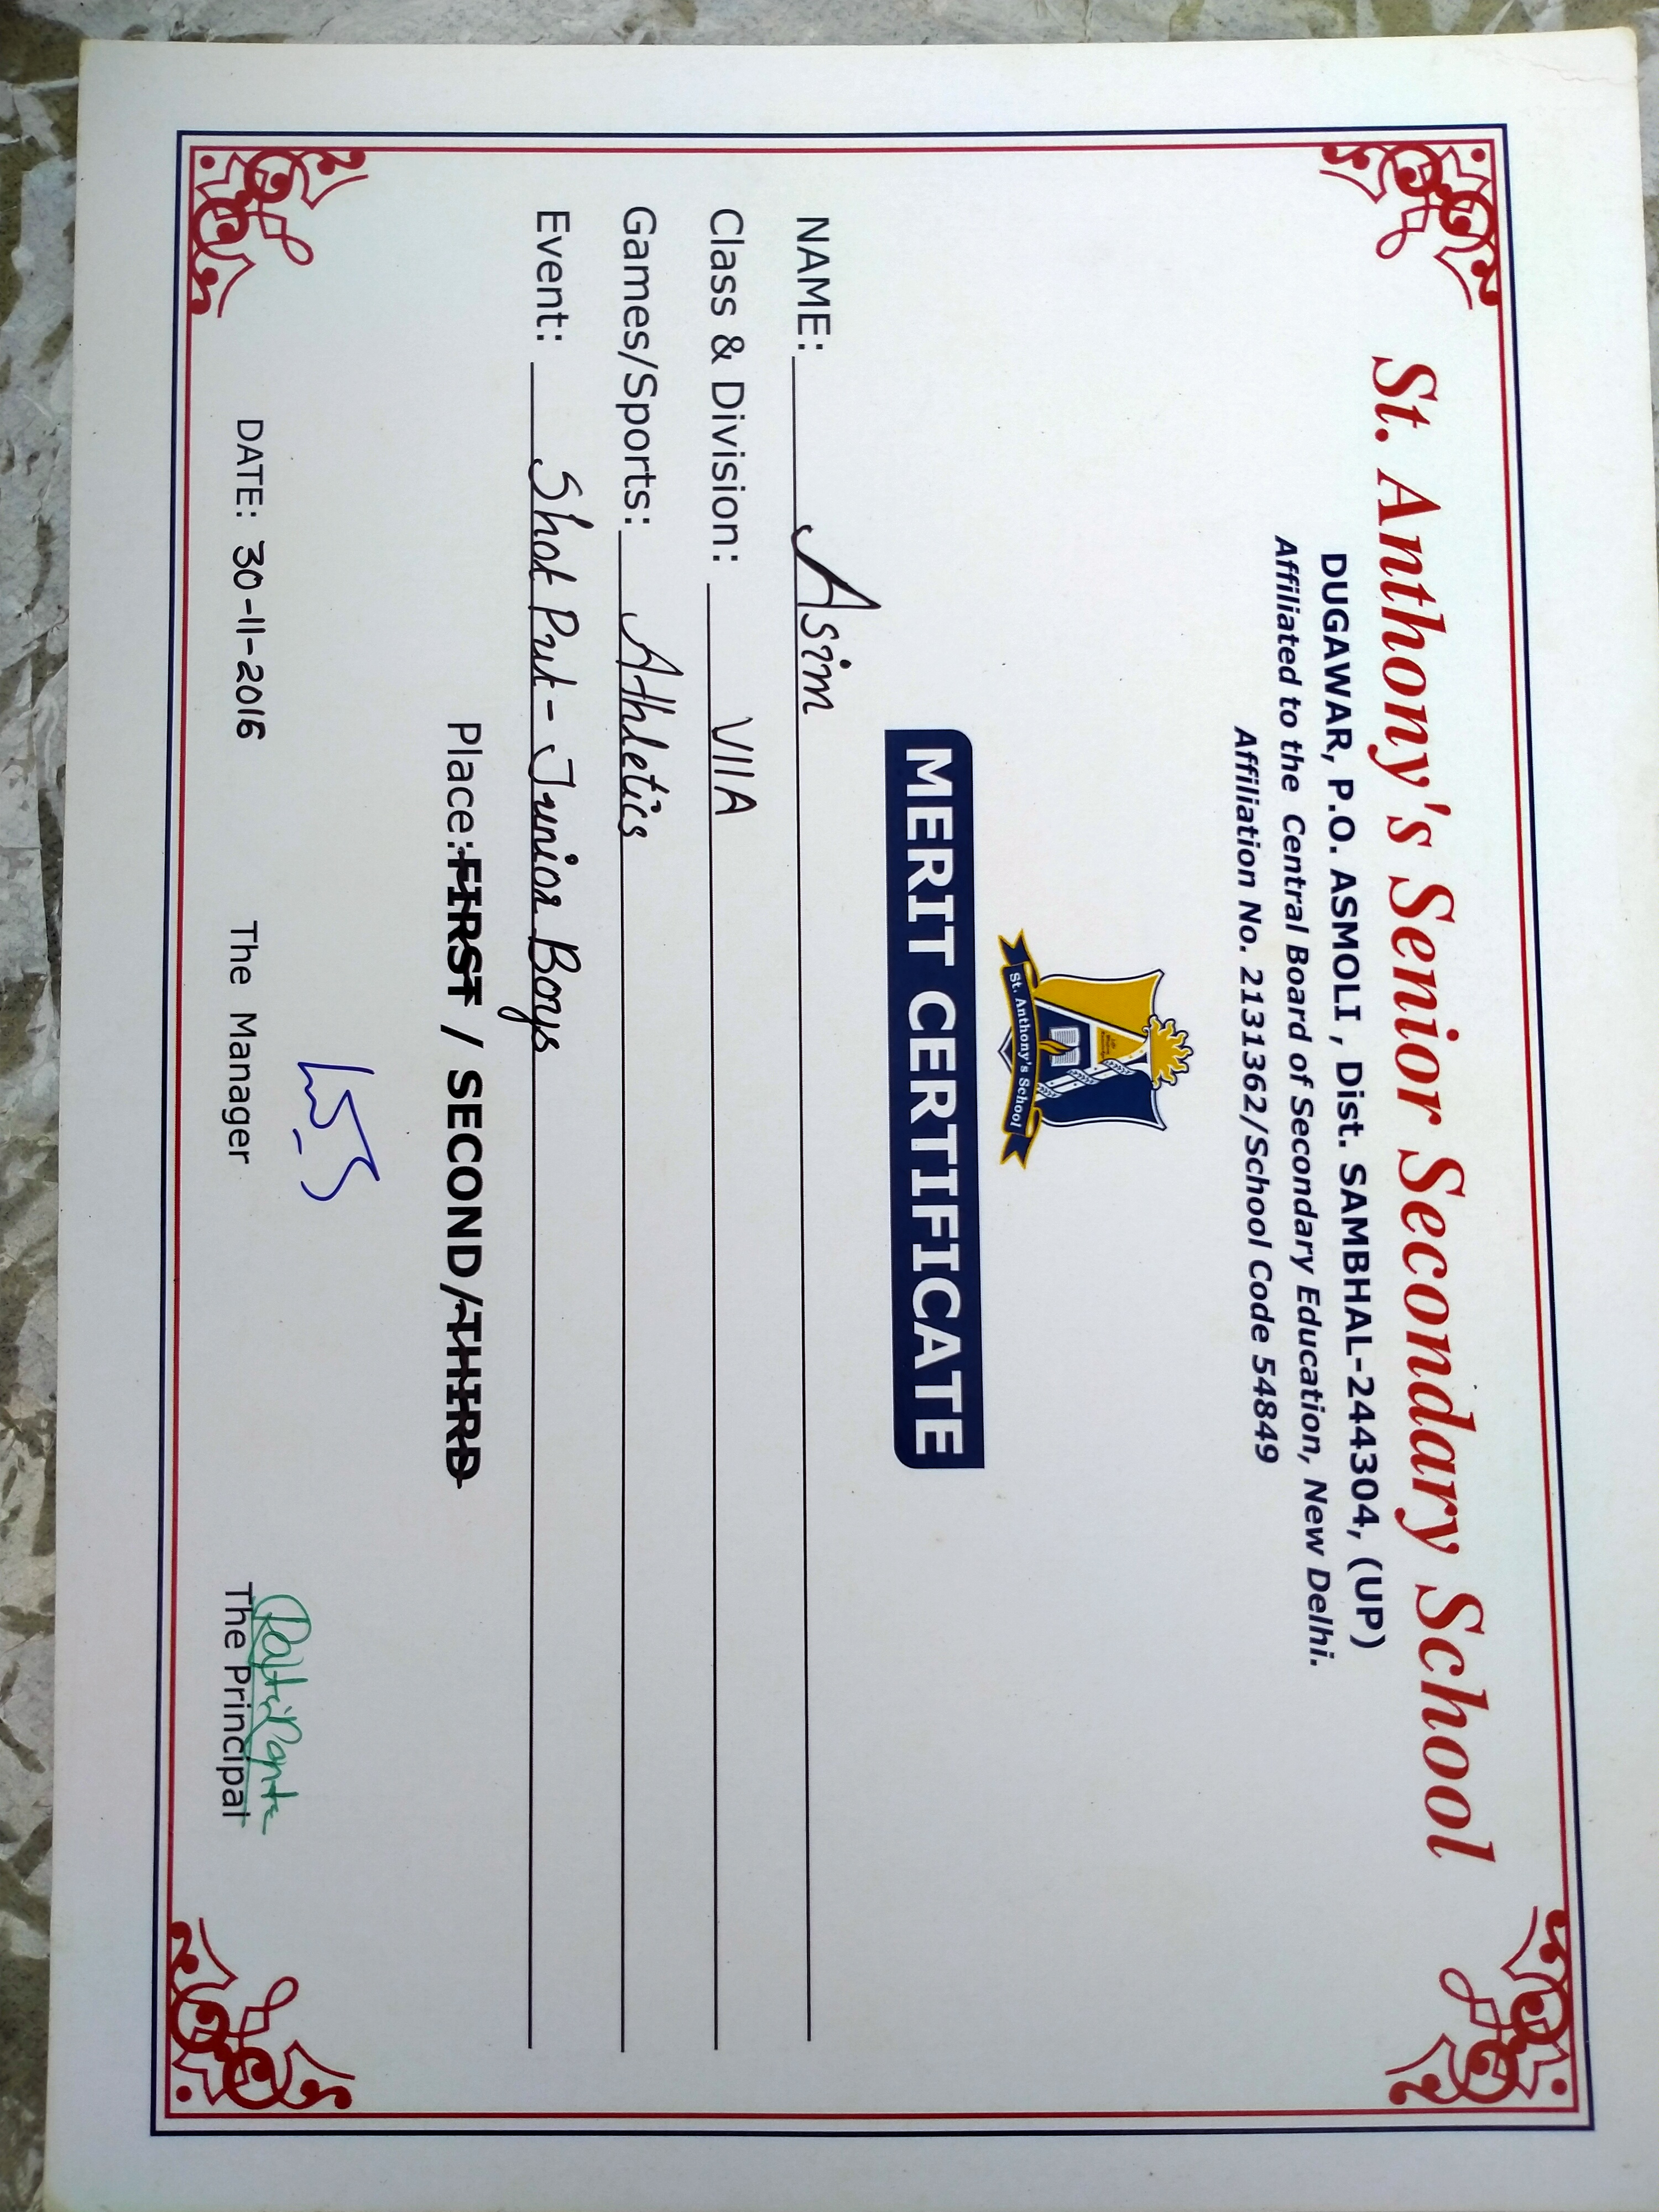 St. Anthony's Senior Secondary School
DUGAWAR, P.O. ASMOLI , Dist. SAMBHAL-244304, (UP)
Affiliated to the Central Board of Secondary Education, New Delhi.
Affiliation No. 2131362/School Code 54849
St. Anthony's School
MERIT CERTIFICATE
NAME: Asim
Class & Division: VIIA
Games/Sports: Athletics
Event: Shot Put - Junior Boys
Place: FIRST / SECOND/THIRD
DATE: 30-11-2016
The Manager
The Principal